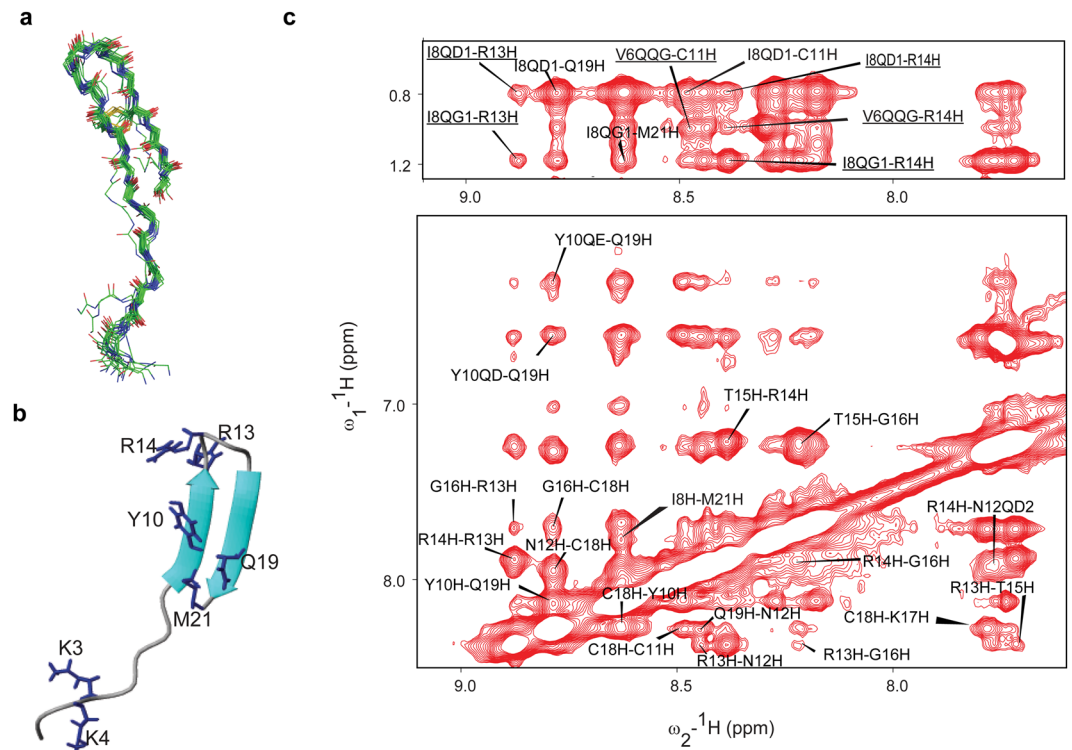 a
c
I8QD1-R13H
I8QD1-Q19H
V6QQG-C11H
I8QD1-C11H
I8QD1-R14H
0.8
I8QG1-R13H
I8QG1-M21H
V6QQG-R14H
1.2
I8QG1-R14H
9.0
8.5
8.0
Y10QE-Q19H
Y10QD-Q19H
7.0
T15H-R14H
T15H-G16H
ω1-1H (ppm)
b
R14
R13
Y10
Q19
M21
K3
K4
G16H-R13H
G16H-C18H
I8H-M21H
R14H-N12QD2
R14H-R13H
N12H-C18H
8.0
R14H-G16H
Y10H-Q19H
C18H-Y10H
R13H-T15H
Q19H-N12H
C18H-K17H
C18H-C11H
R13H-N12H
R13H-G16H
9.0
8.5
8.0
ω2-1H (ppm)